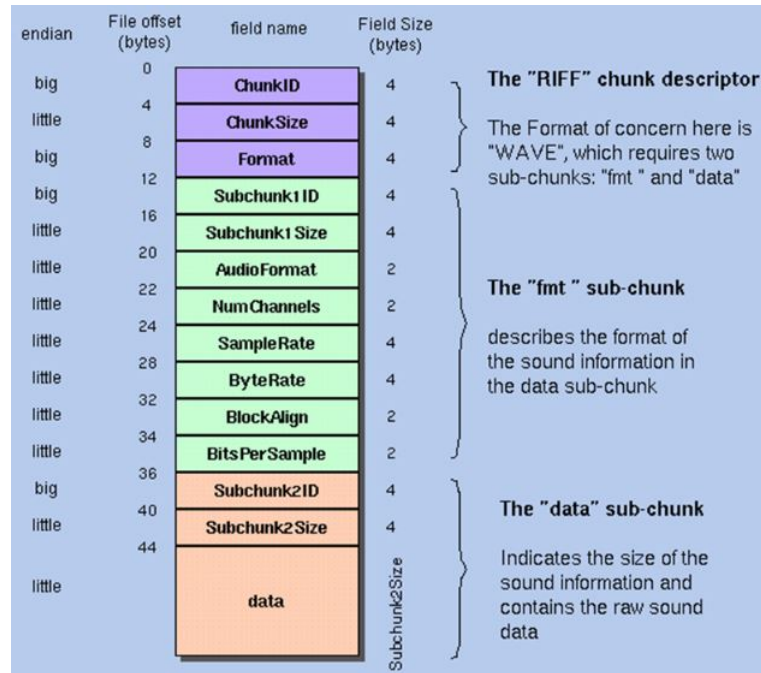 endian
File offset
(bytes)
field name
Field Size
(bytes)
0
big
ChunkID
4
4
little
ChunkSize
4
8
big
Format
4
12
The "RIFF" chunk descriptor
The Format of concern here is
"WAVE", which requires two
sub-chunks: "fmt " and "data"
big
Subchunk1ID
4
16
little
Subchunk1Size
4
20
little
AudioFormat
2
22
little
NumChannels
2
24
little
SampleRate
4
28
little
ByteRate
4
32
little
BlockAlign
2
34
little
BitsPerSample
2
36
The "fmt " sub-chunk
describes the format of
the sound information in
the data sub-chunk
big
Subchunk2ID
4
40
little
Subchunk2Size
4
44
little
data
Subchunk2Size
The "data" sub-chunk
Indicates the size of the
sound information and
contains the raw sound
data